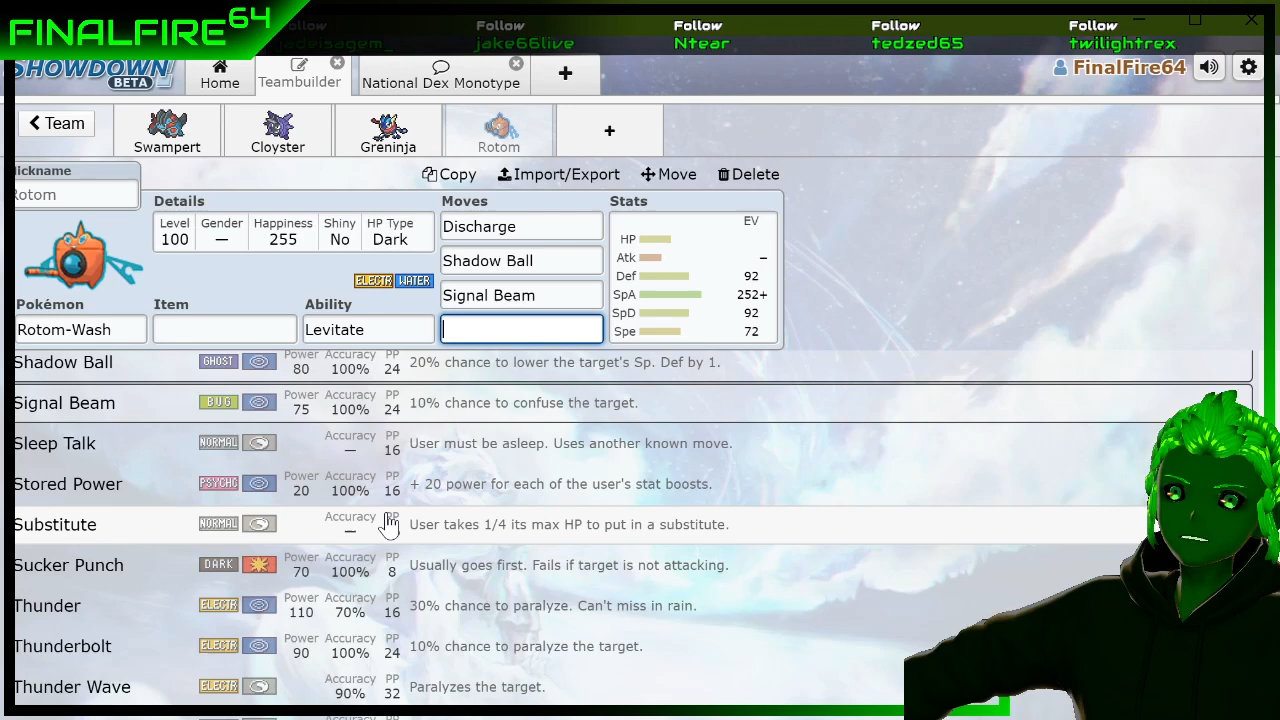 FINALFIRE64
Follow Follow Follow Follow Follow
jadeisagem_ jake66live Ntear tedzed65 twilightrex
SHOWDOWN
BETA
Home
Teambuilder
National Dex Monotype
+
FinalFire64
Team
Swampert
Cloyster
Greninja
Rotom
+
Nickname
Rotom
Copy Import/Export Move Delete
Details
Level Gender Happiness Shiny HP Type
100 — 255 No Dark
ELECTR WATER
Pokémon Item Ability
Rotom-Wash Levitate
Moves
Discharge
Shadow Ball
Signal Beam
Stats
EV
HP
Atk –
Def 92
SpA 252+
SpD 92
Spe 72
Shadow Ball GHOST Power 80 Accuracy 100% PP 24 20% chance to lower the target's Sp. Def by 1.
Signal Beam BUG Power 75 Accuracy 100% PP 24 10% chance to confuse the target.
Sleep Talk NORMAL Accuracy — PP 16 User must be asleep. Uses another known move.
Stored Power PSYCHC Power 20 Accuracy 100% PP 16 + 20 power for each of the user's stat boosts.
Substitute NORMAL Accuracy — PP User takes 1/4 its max HP to put in a substitute.
Sucker Punch DARK Power 70 Accuracy 100% PP 8 Usually goes first. Fails if target is not attacking.
Thunder ELECTR Power 110 Accuracy 70% PP 16 30% chance to paralyze. Can't miss in rain.
Thunderbolt ELECTR Power 90 Accuracy 100% PP 24 10% chance to paralyze the target.
Thunder Wave ELECTR Accuracy 90% PP 32 Paralyzes the target.